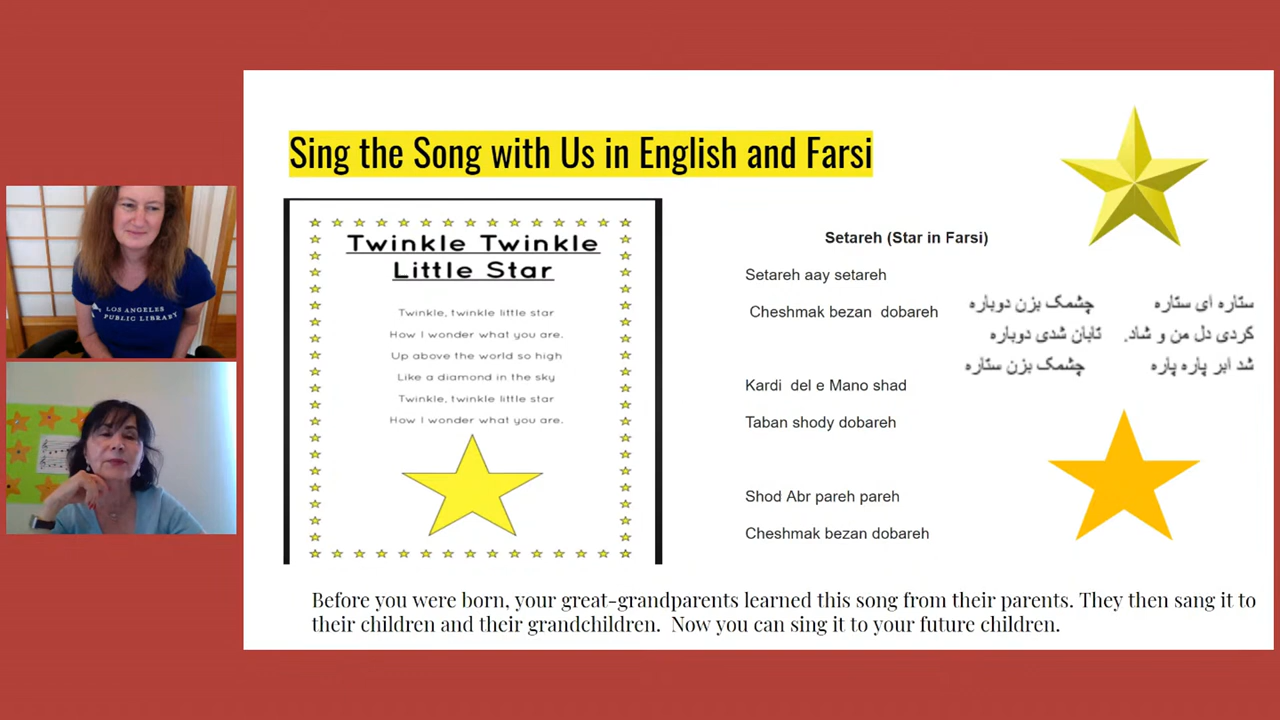 Sing the Song with Us in English and Farsi
Twinkle Twinkle
Little Star
Twinkle, twinkle little star
How I wonder what you are.
Up above the world so high
Like a diamond in the sky
Twinkle, twinkle little star
How I wonder what you are.
Setareh (Star in Farsi)
Setareh aay setareh
Cheshmak bezan dobareh
Kardi del e Mano shad
Taban shody dobareh
Shod Abr pareh pareh
Cheshmak bezan dobareh
ستاره ای ستاره چشمک بزن دوباره
کردی دل من و شاد. تابان شدی دوباره
شد ابر پاره پاره چشمک بزن ستاره
Before you were born, your great-grandparents learned this song from their parents. They then sang it to
their children and their grandchildren. Now you can sing it to your future children.
LOS ANGELES
PUBLIC LIBRARY